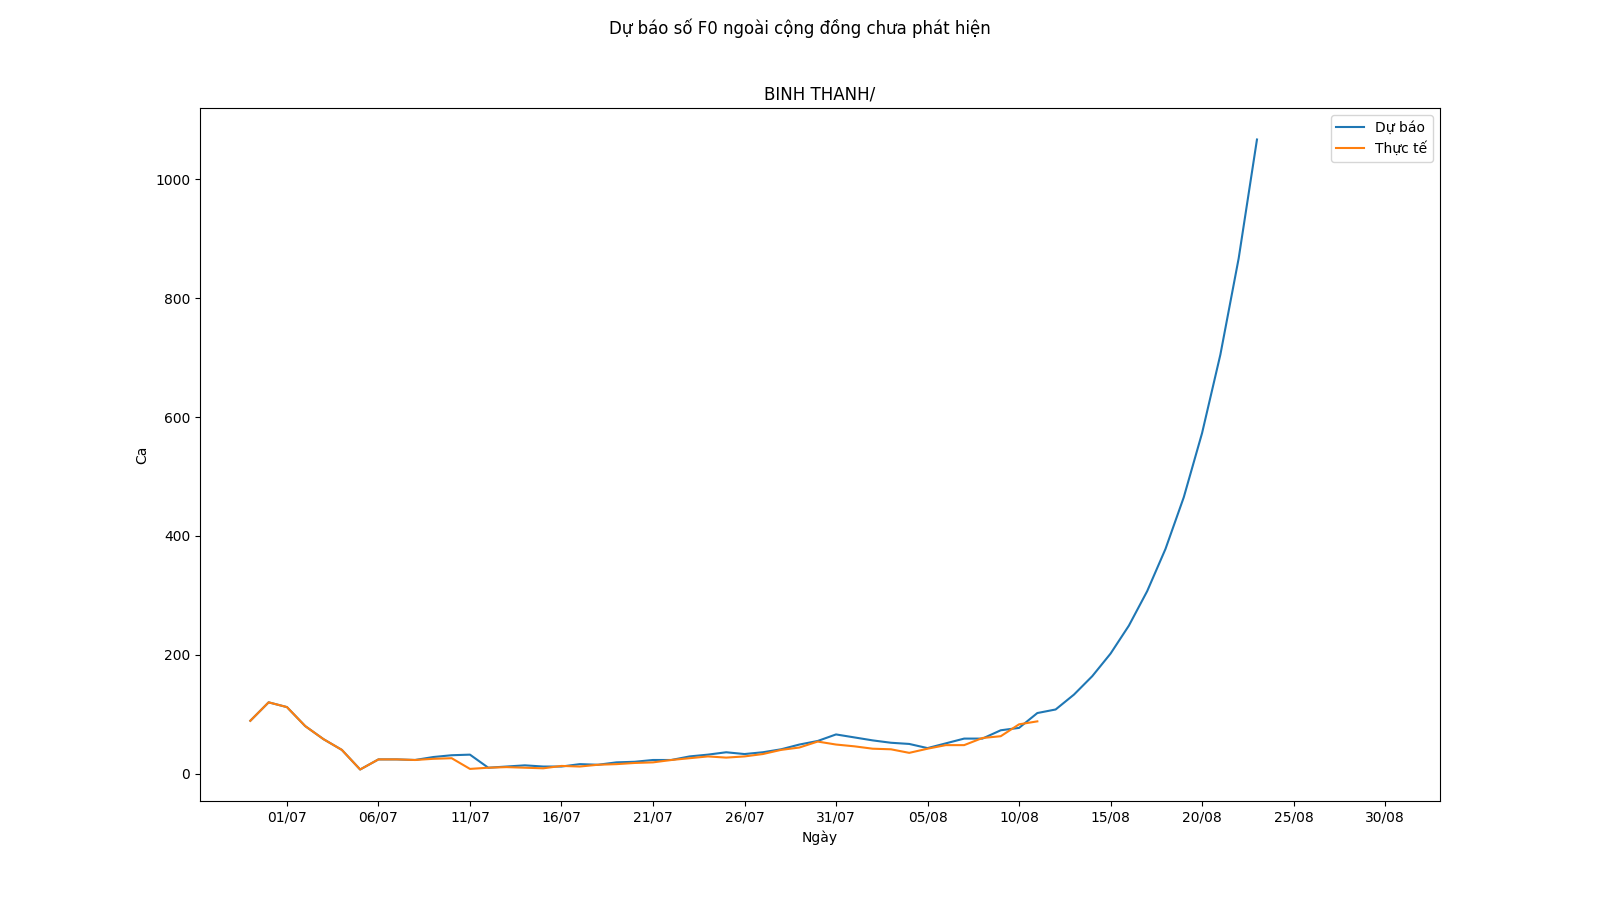 Dự báo số F0 ngoài cộng đồng chưa phát hiện
BINH THANH/
Dự báo
Thực tế
1000
800
600
400
200
0
Ca
01/07 06/07 11/07 16/07 21/07 26/07 31/07 05/08 10/08 15/08 20/08 25/08 30/08
Ngày